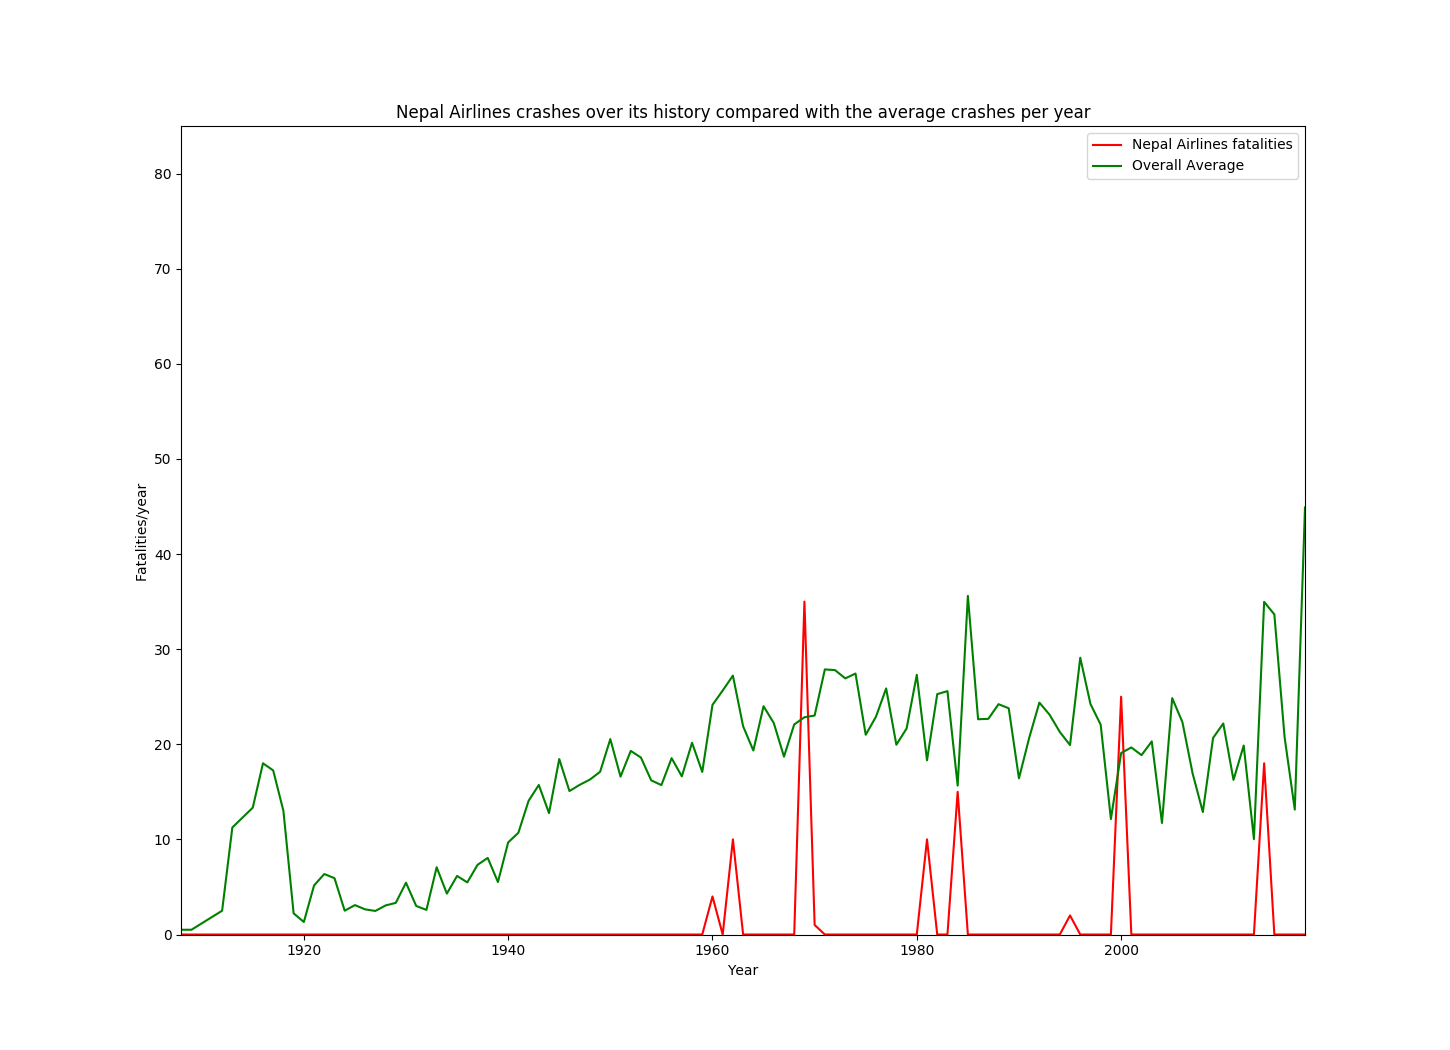 Nepal Airlines crashes over its history compared with the average crashes per year
Nepal Airlines fatalities
Overall Average
80
70
60
50
40
30
20
10
0
Fatalities/year
1920 1940 1960 1980 2000
Year